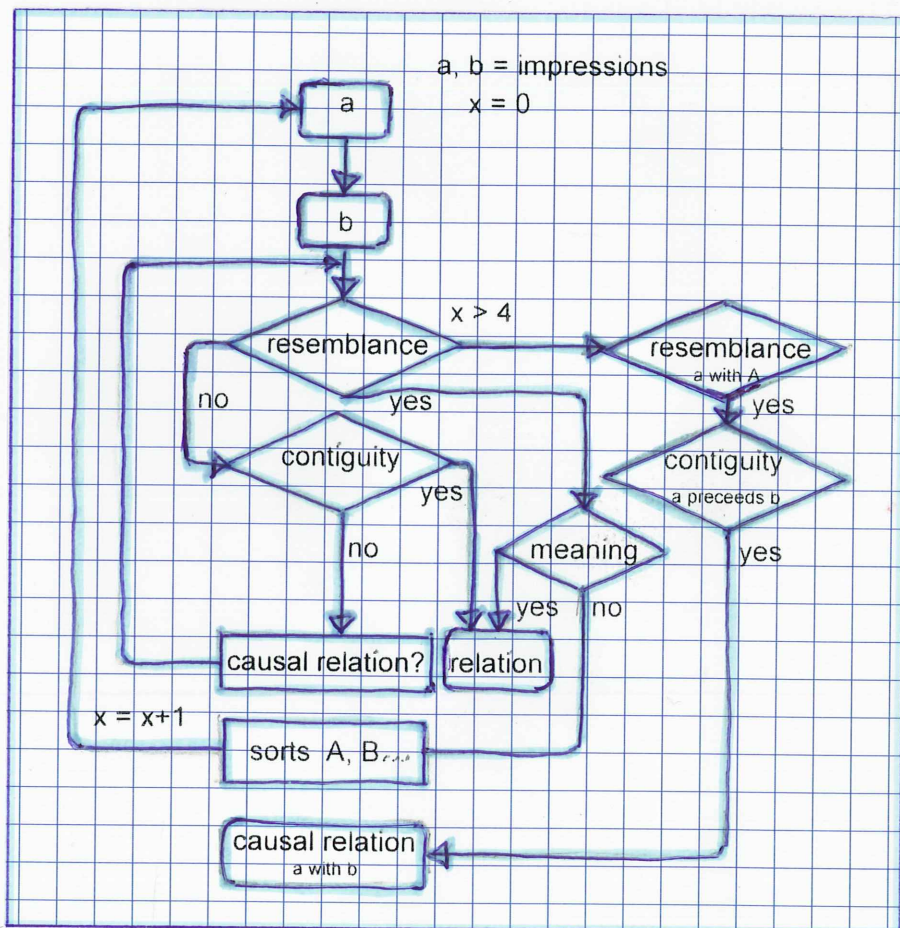 a, b = impressions
x = 0
a
b
x > 4
resemblance
resemblance
a with A
no
yes
yes
contiguity
contiguity
a preceeds b
yes
no
meaning
yes
yes
no
causal relation?
relation
x = x+1
sorts A, B....
causal relation
a with b